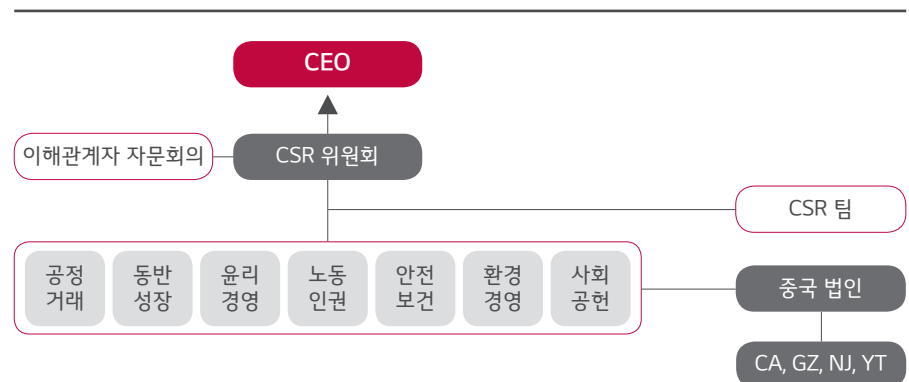 CEO
이해관계자 자문회의
CSR 위원회
CSR 팀
공정
거래
동반
성장
윤리
경영
노동
인권
안전
보건
환경
경영
사회
공헌
중국 법인
CA, GZ, NJ, YT